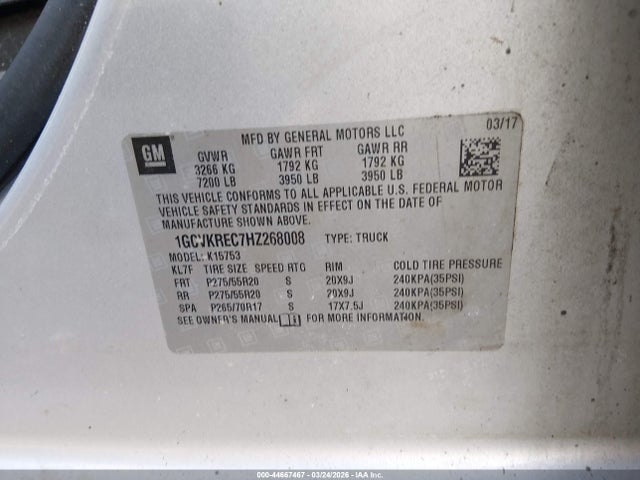 MFD BY GENERAL MOTORS LLC 03/17
GM GVWR GAWR FRT GAWR RR
3266 KG 1792 KG 1792 KG
7200 LB 3950 LB 3950 LB
THIS VEHICLE CONFORMS TO ALL APPLICABLE U.S. FEDERAL MOTOR
VEHICLE SAFETY STANDARDS IN EFFECT ON THE DATE OF
MANUFACTURE SHOWN ABOVE.
1GCVKREC7HZ268008 TYPE: TRUCK
MODEL: K15753
KL7F TIRE SIZE SPEED RTG RIM COLD TIRE PRESSURE
FRT P275/55R20 S 20X9J 240KPA(35PSI)
RR P275/55R20 S 20X9J 240KPA(35PSI)
SPA P265/70R17 S 17X7.5J 240KPA(35PSI)
SEE OWNER'S MANUAL FOR MORE INFORMATION.
000-44667467 | 03/24/2026 - IAA Inc.